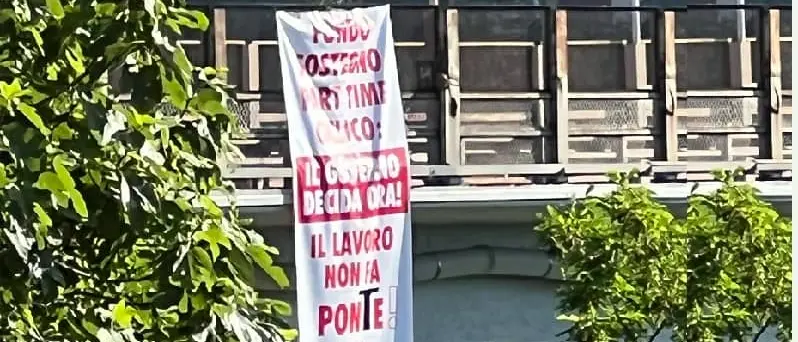 FONDO
SOSTEGNO
PART TIME
CICLICO:
IL GOVERNO
DECIDA ORA!
IL LAVORO
NON FA
PONTE!